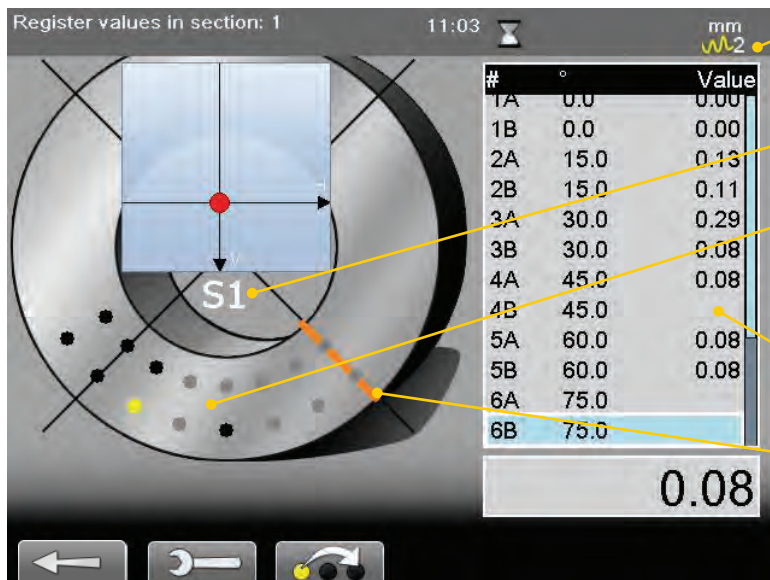 Register values in section: 1
11:03
mm
2
# ° Value
1A 0.0 0.00
1B 0.0 0.00
2A 15.0 0.13
2B 15.0 0.11
3A 30.0 0.29
3B 30.0 0.08
4A 45.0 0.08
4B 45.0
5A 60.0 0.08
5B 60.0 0.08
6A 75.0
6B 75.0
S1
0.08